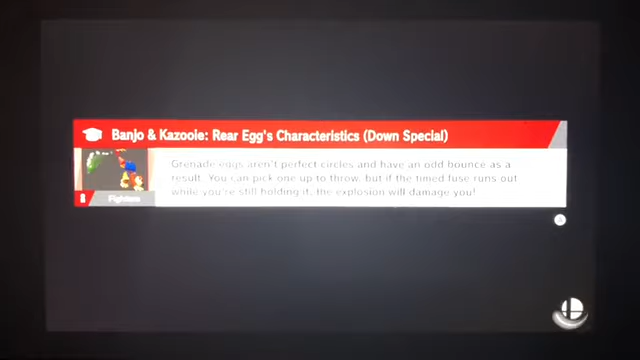 Banjo & Kazooie: Rear Egg's Characteristics (Down Special)
Grenade eggs aren't perfect circles and have an odd bounce as a
result. You can pick one up to throw, but if the timed fuse runs out
while you're still holding it, the explosion will damage you!
Fighters